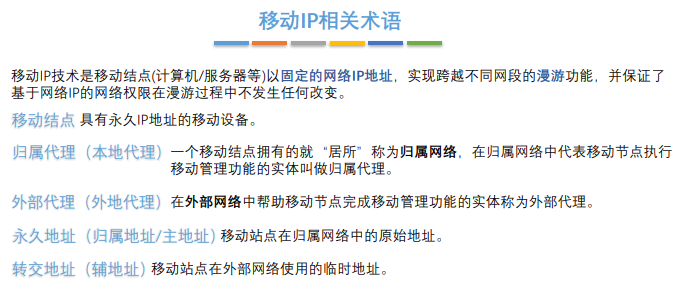 移动IP相关术语
移动IP技术是移动结点(计算机/服务器等)以固定的网络IP地址，实现跨越不同网段的漫游功能，并保证了
基于网络IP的网络权限在漫游过程中不发生任何改变。
移动结点 具有永久IP地址的移动设备。
归属代理（本地代理） 一个移动结点拥有的就“居所”称为归属网络，在归属网络中代表移动节点执行
移动管理功能的实体叫做归属代理。
外部代理（外地代理） 在外部网络中帮助移动节点完成移动管理功能的实体称为外部代理。
永久地址（归属地址/主地址） 移动站点在归属网络中的原始地址。
转交地址（辅地址） 移动站点在外部网络使用的临时地址。